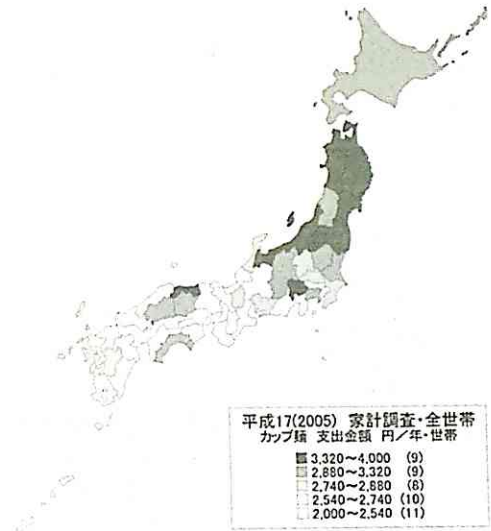 平成17(2005) 家計調査・全世帯
カップ麺 支出金額 円/年・世帯
3,320～4,000 (9)
2,880～3,320 (9)
2,740～2,880 (8)
2,540～2,740 (10)
2,000～2,540 (11)